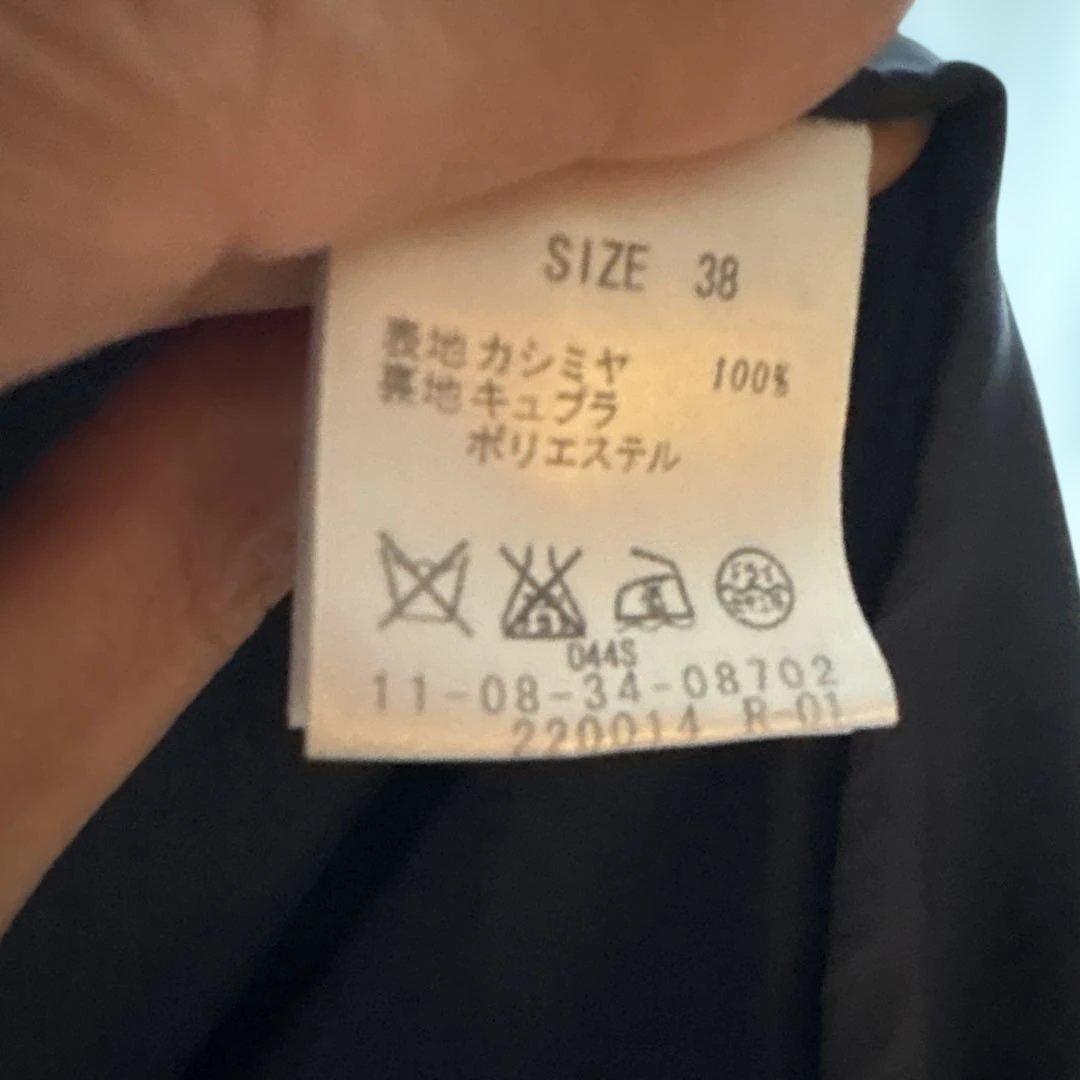 SIZE 38
表地 カシミヤ 100%
裏地 キュプラ
ポリエステル
044S
11-08-34-08702
220014 R-01